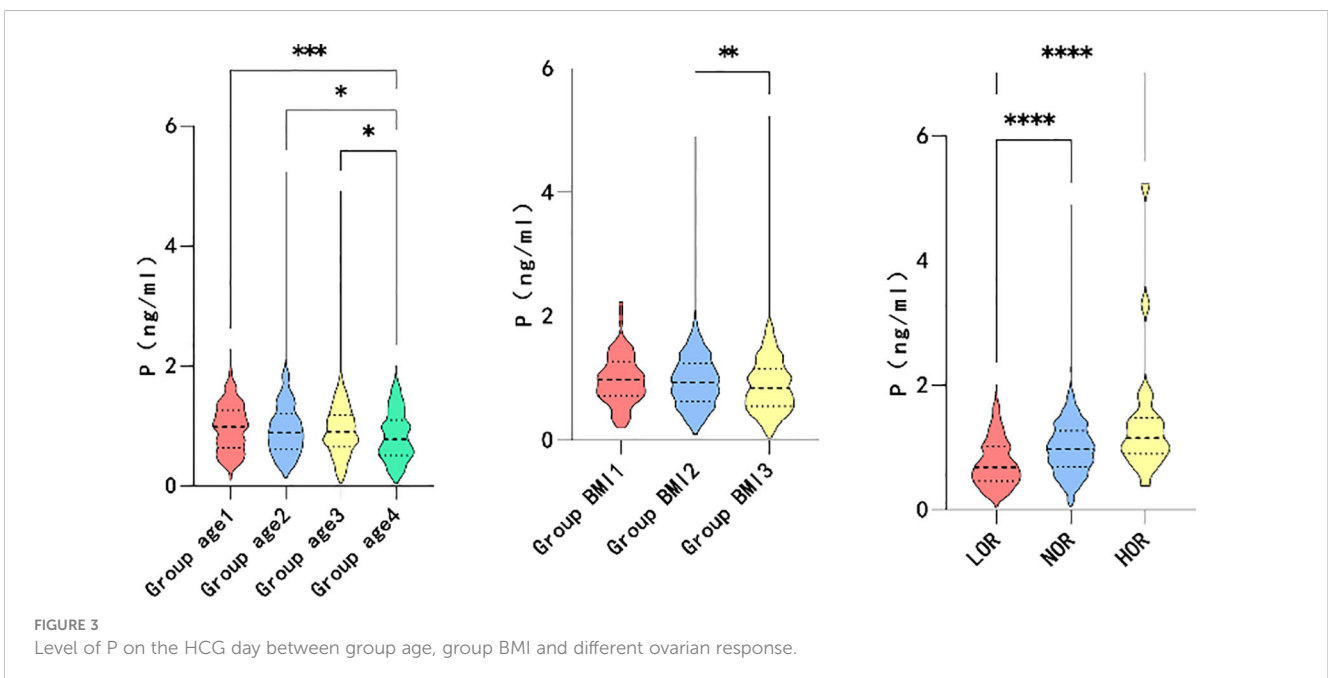 ***
*
*
6
4
2
0
P (ng/ml)
Group age1
Group age2
Group age3
Group age4
**
6
4
2
0
P (ng/ml)
Group BMI1
Group BMI2
Group BMI3
****
****
6
4
2
0
P (ng/ml)
LOR
NOR
HOR
FIGURE 3
Level of P on the HCG day between group age, group BMI and different ovarian response.